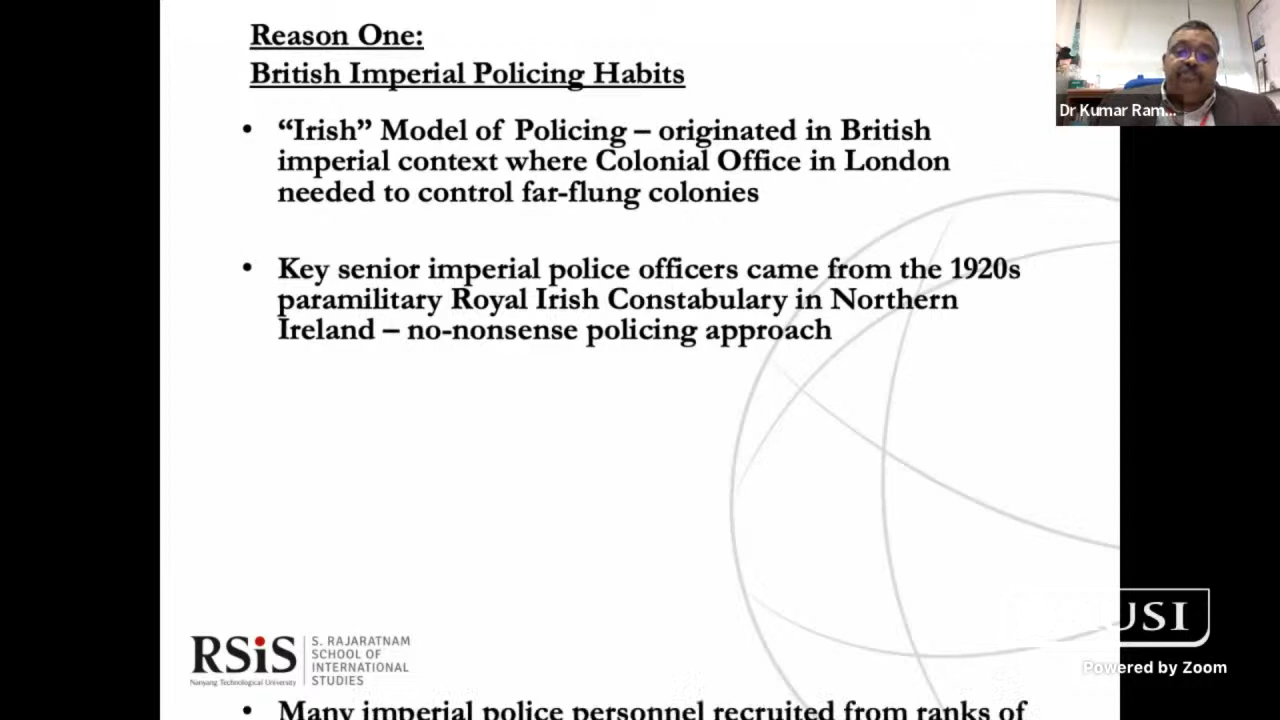 Reason One:
British Imperial Policing Habits
• “Irish” Model of Policing – originated in British
imperial context where Colonial Office in London
needed to control far-flung colonies
• Key senior imperial police officers came from the 1920s
paramilitary Royal Irish Constabulary in Northern
Ireland – no-nonsense policing approach
• Many imperial police personnel recruited from ranks of
Dr Kumar Ram...
RSiS
Nanyang Technological University
S. RAJARATNAM
SCHOOL OF
INTERNATIONAL
STUDIES
USI
Powered by Zoom